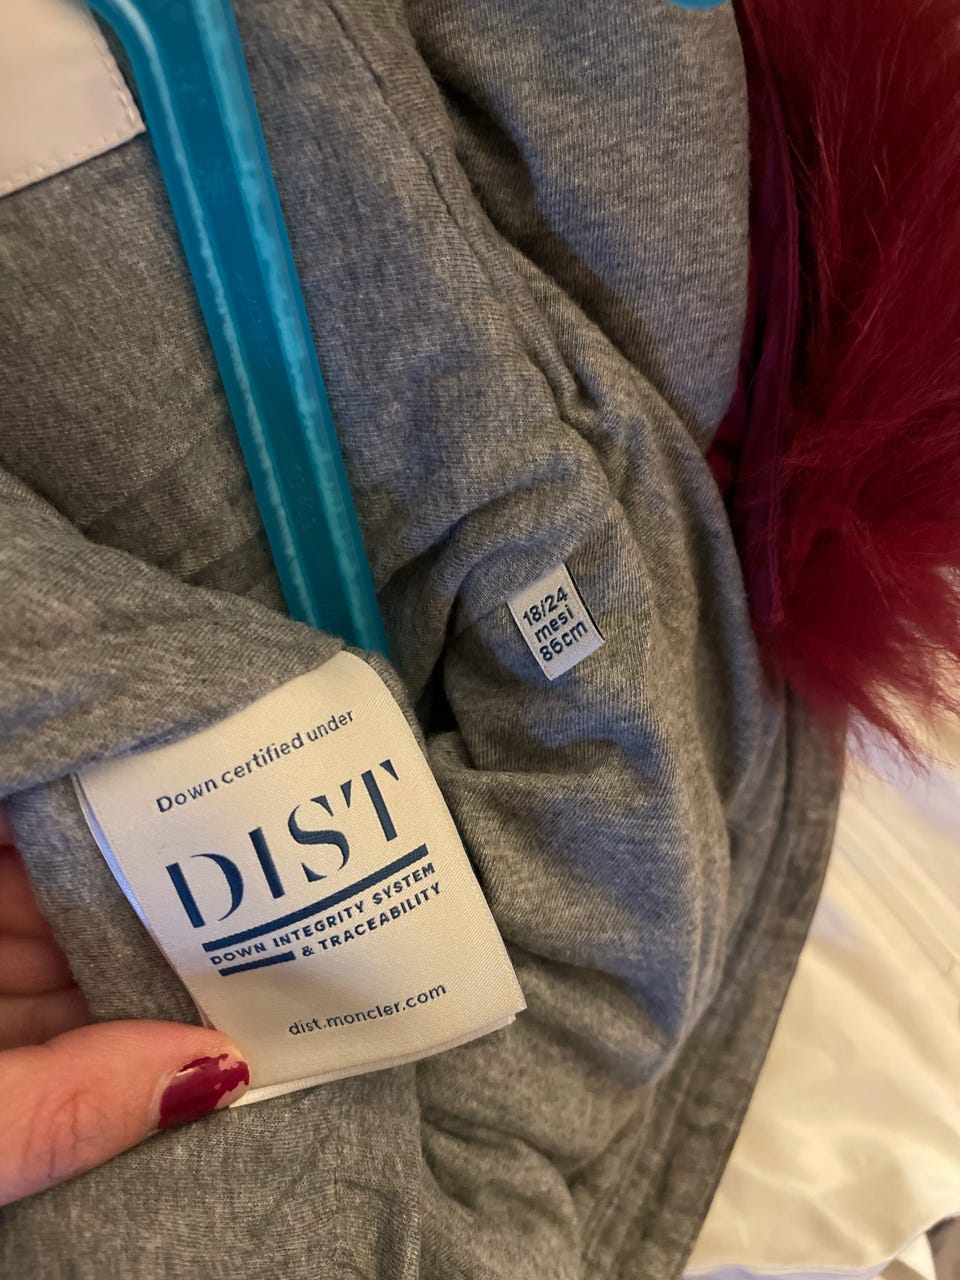 18/24
mesi
86cm
Down certified under
DIST
DOWN INTEGRITY SYSTEM
& TRACEABILITY
dist.moncler.com